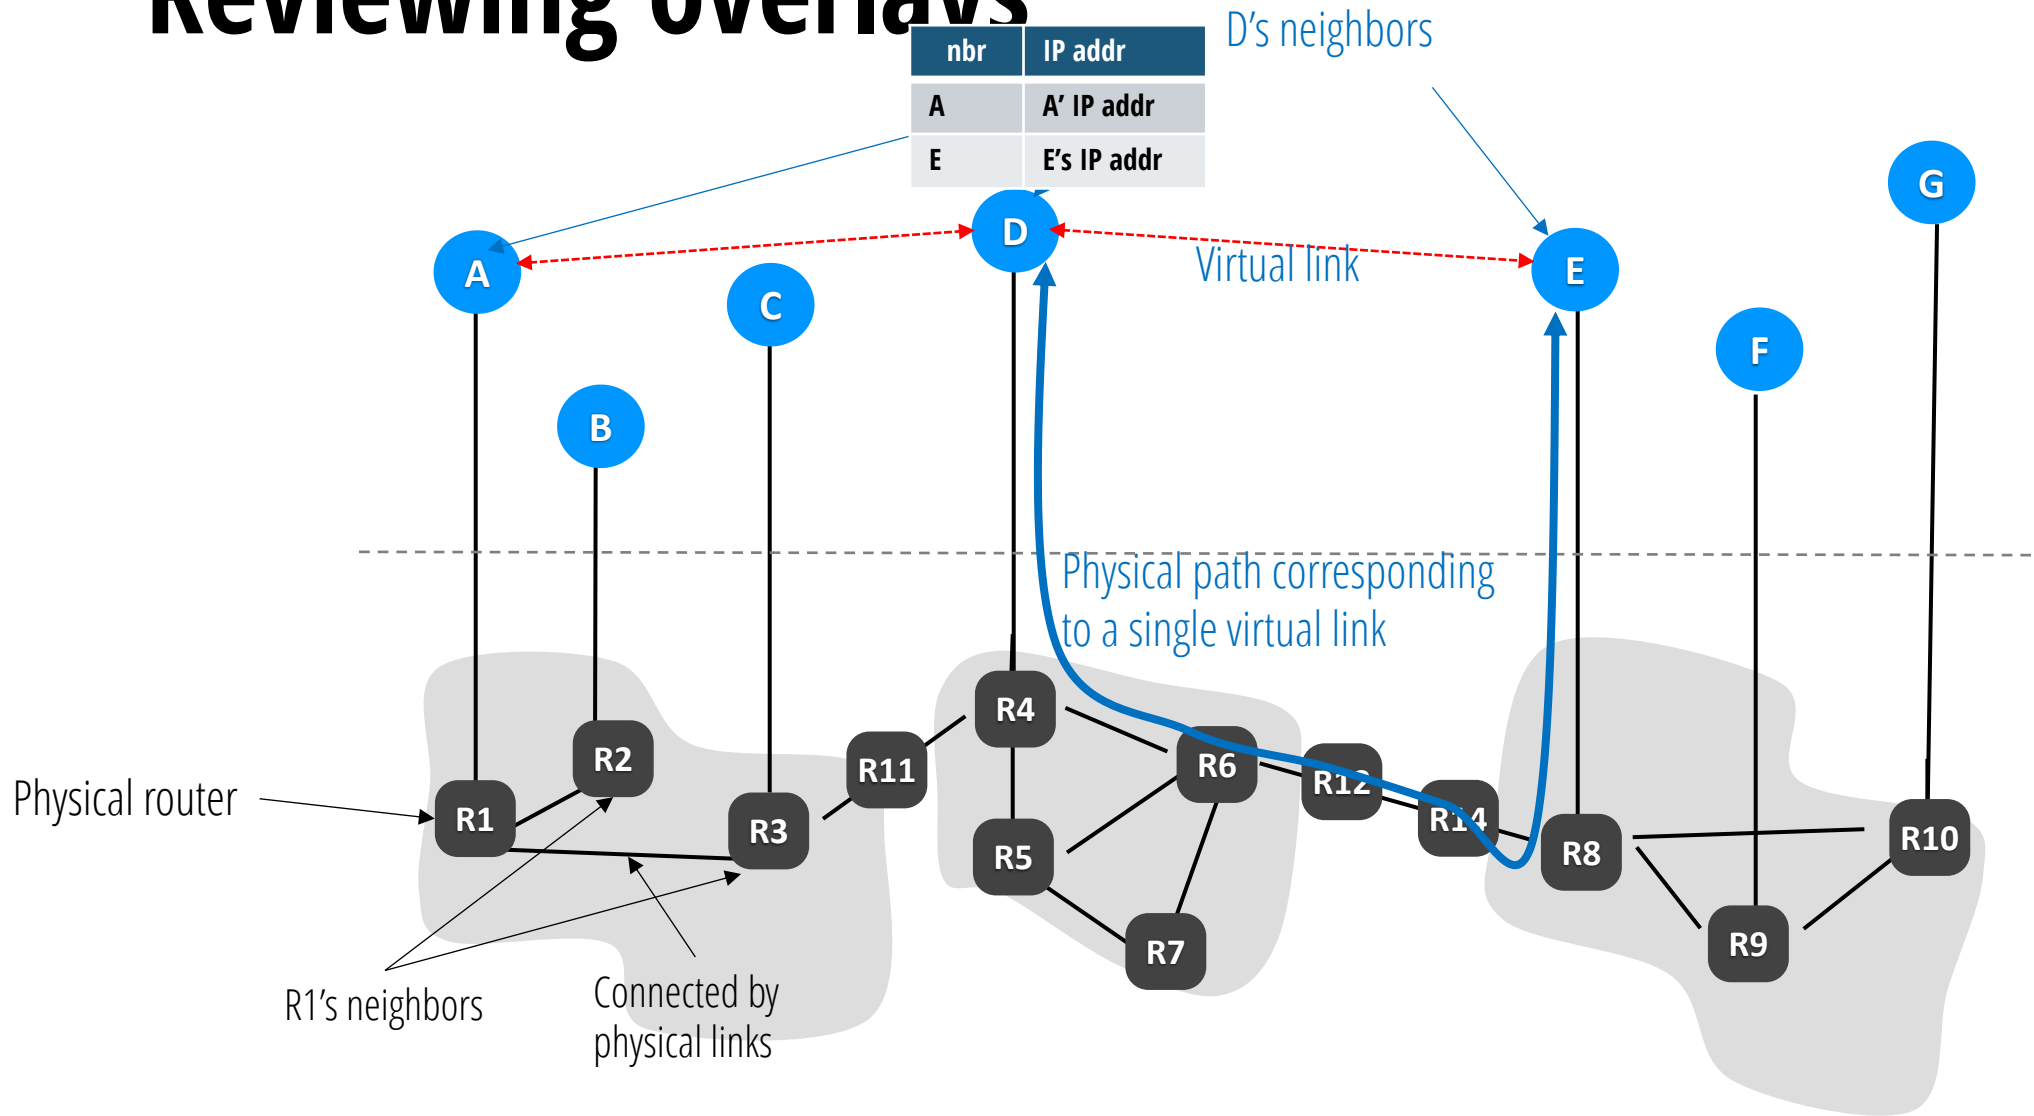 Reviewing overlays
D’s neighbors
nbr IP addr
A A’ IP addr
E E’s IP addr
G
D
A
E
Virtual link
C
F
B
Physical path corresponding
to a single virtual link
R4
R2
R6
R11
R12
Physical router
R1
R3
R14
R10
R5
R8
R9
R7
R1’s neighbors
Connected by
physical links